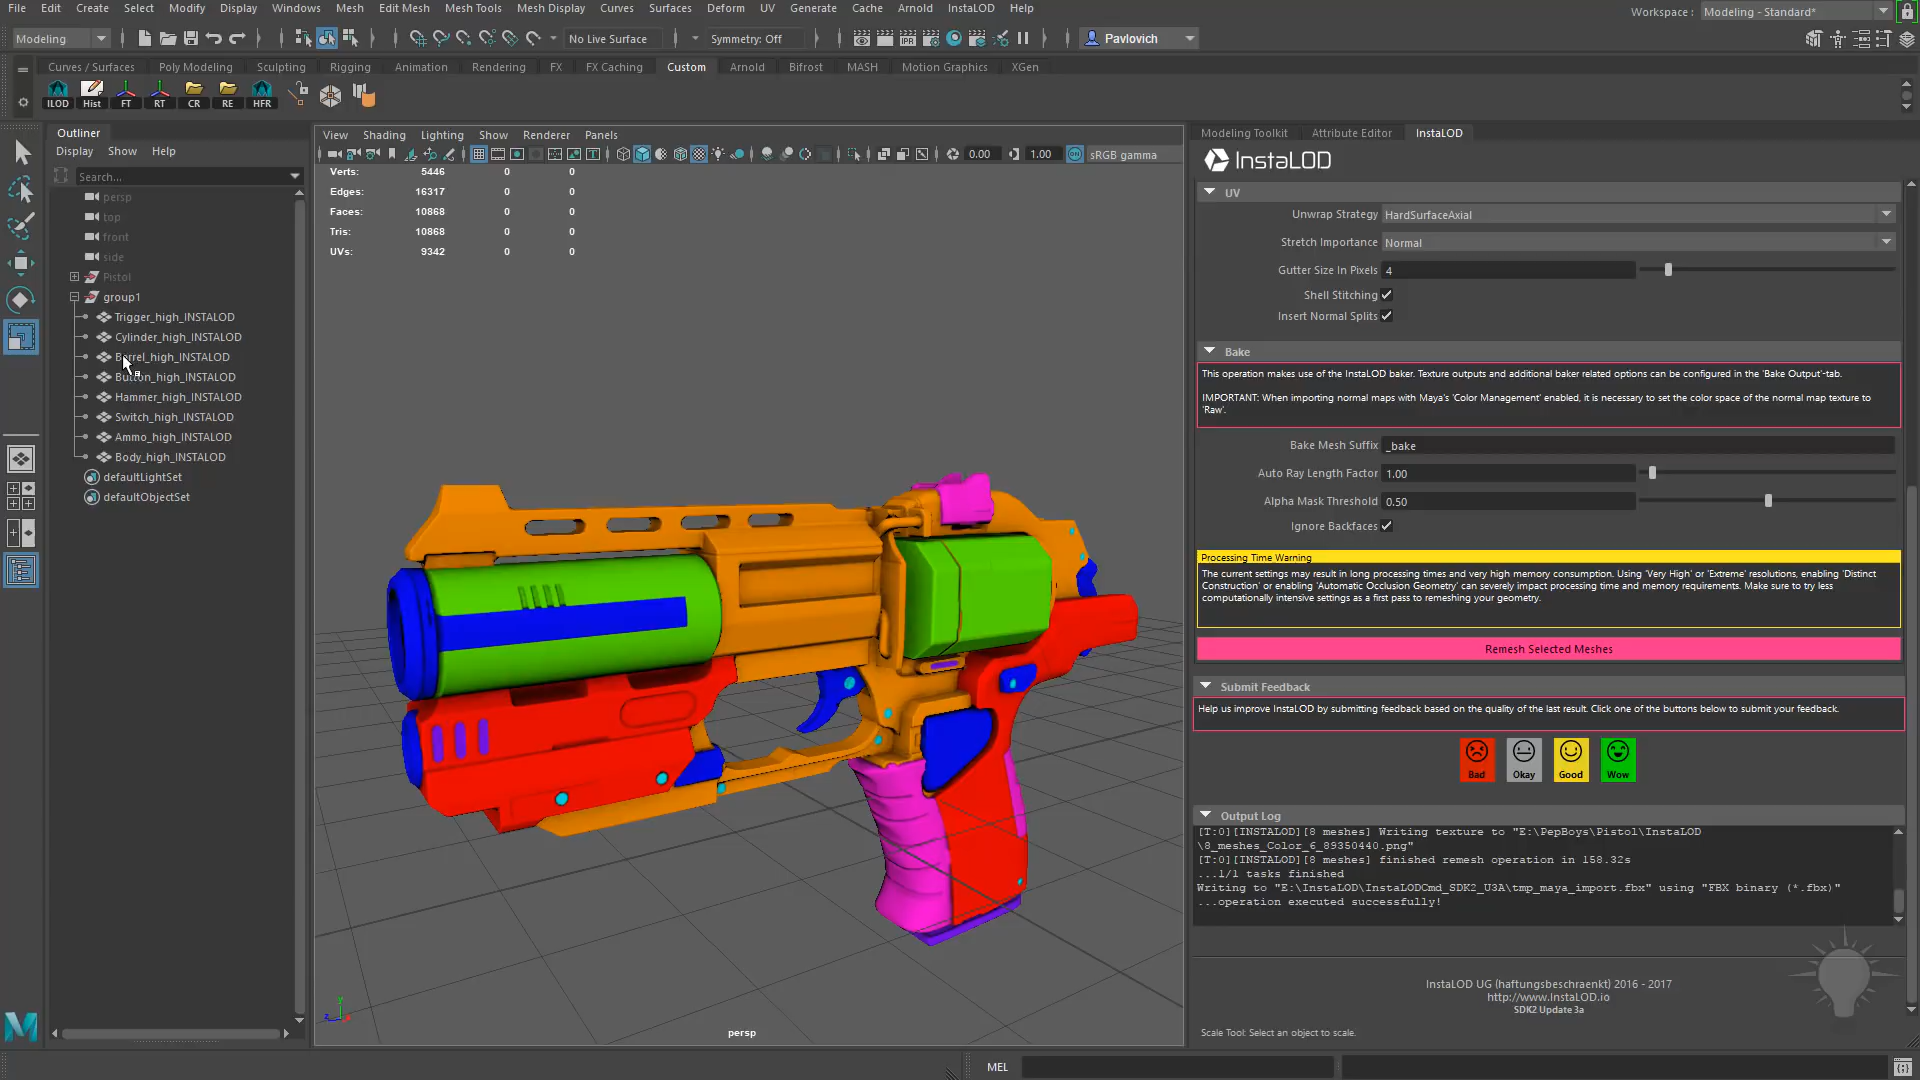 File Edit Create Select Modify Display Windows Mesh Edit Mesh Mesh Tools Mesh Display Curves Surfaces Deform UV Generate Cache Arnold InstaLOD Help
Workspace : Modeling - Standard*
Modeling No Live Surface Symmetry: Off IPR Pavlovich
Curves / Surfaces Poly Modeling Sculpting Rigging Animation Rendering FX FX Caching Custom Arnold Bifrost MASH Motion Graphics XGen
ILOD Hist FT RT CR RE HFR
Outliner
Display Show Help
Search...
persp
top
front
side
Pistol
group1
Trigger_high_INSTALOD
Cylinder_high_INSTALOD
Barrel_high_INSTALOD
Button_high_INSTALOD
Hammer_high_INSTALOD
Switch_high_INSTALOD
Ammo_high_INSTALOD
Body_high_INSTALOD
defaultLightSet
defaultObjectSet
View Shading Lighting Show Renderer Panels
0.00 1.00 sRGB gamma
Verts: 5446 0 0
Edges: 16317 0 0
Faces: 10868 0 0
Tris: 10868 0 0
UVs: 9342 0 0
persp
Modeling Toolkit Attribute Editor InstaLOD
InstaLOD
UV
Unwrap Strategy HardSurfaceAxial
Stretch Importance Normal
Gutter Size In Pixels 4
Shell Stitching
Insert Normal Splits
Bake
This operation makes use of the InstaLOD baker. Texture outputs and additional baker related options can be configured in the 'Bake Output'-tab.
IMPORTANT: When importing normal maps with Maya's 'Color Management' enabled, it is necessary to set the color space of the normal map texture to
'Raw'.
Bake Mesh Suffix _bake
Auto Ray Length Factor 1.00
Alpha Mask Threshold 0.50
Ignore Backfaces
Processing Time Warning
The current settings may result in long processing times and very high memory consumption. Using 'Very High' or 'Extreme' resolutions, enabling 'Distinct
Construction' or enabling 'Automatic Occlusion Geometry' can severely impact processing time and memory requirements. Make sure to try less
computationally intensive settings as a first pass to remeshing your geometry.
Remesh Selected Meshes
Submit Feedback
Help us improve InstaLOD by submitting feedback based on the quality of the last result. Click one of the buttons below to submit your feedback.
Bad Okay Good Wow
Output Log
[T:0][INSTALOD][8 meshes] Writing texture to "E:\PepBoys\Pistol\InstaLOD
\8_meshes_Color_6_89350440.png"
[T:0][INSTALOD][8 meshes] finished remesh operation in 158.32s
...1/1 tasks finished
Writing to "E:\InstaLOD\InstaLODCmd_SDK2_U3A\tmp_maya_import.fbx" using "FBX binary (*.fbx)"
...operation executed successfully!
InstaLOD UG (haftungsbeschraenkt) 2016 - 2017
http://www.InstaLOD.io
SDK2 Update 3a
Scale Tool: Select an object to scale.
MEL